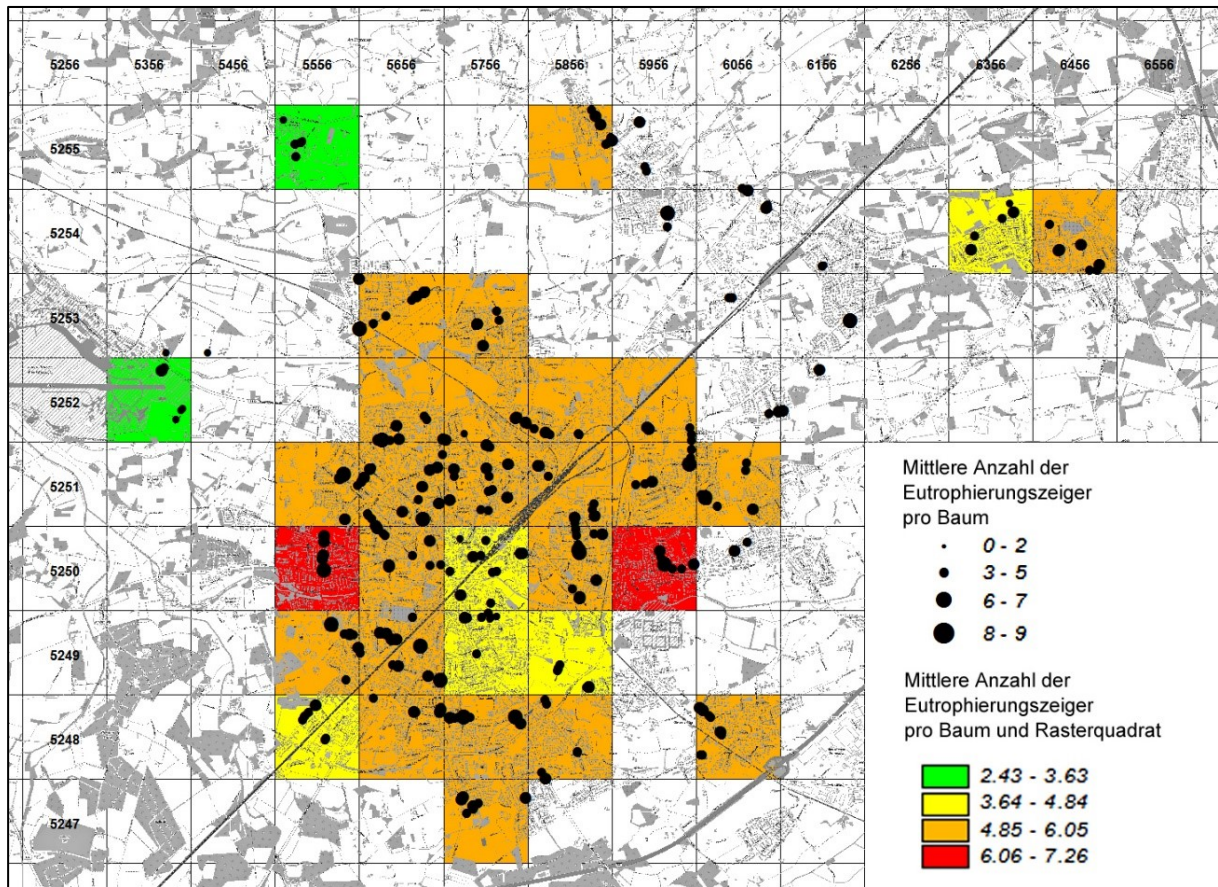 5256 5356 5456 5556 5656 5756 5856 5956 6056 6156 6256 6356 6456 6556
5255
5254
5253
5252
5251
5250
5249
5248
5247
Mittlere Anzahl der
Eutrophierungszeiger
pro Baum
0 - 2
3 - 5
6 - 7
8 - 9
Mittlere Anzahl der
Eutrophierungszeiger
pro Baum und Rasterquadrat
2.43 - 3.63
3.64 - 4.84
4.85 - 6.05
6.06 - 7.26